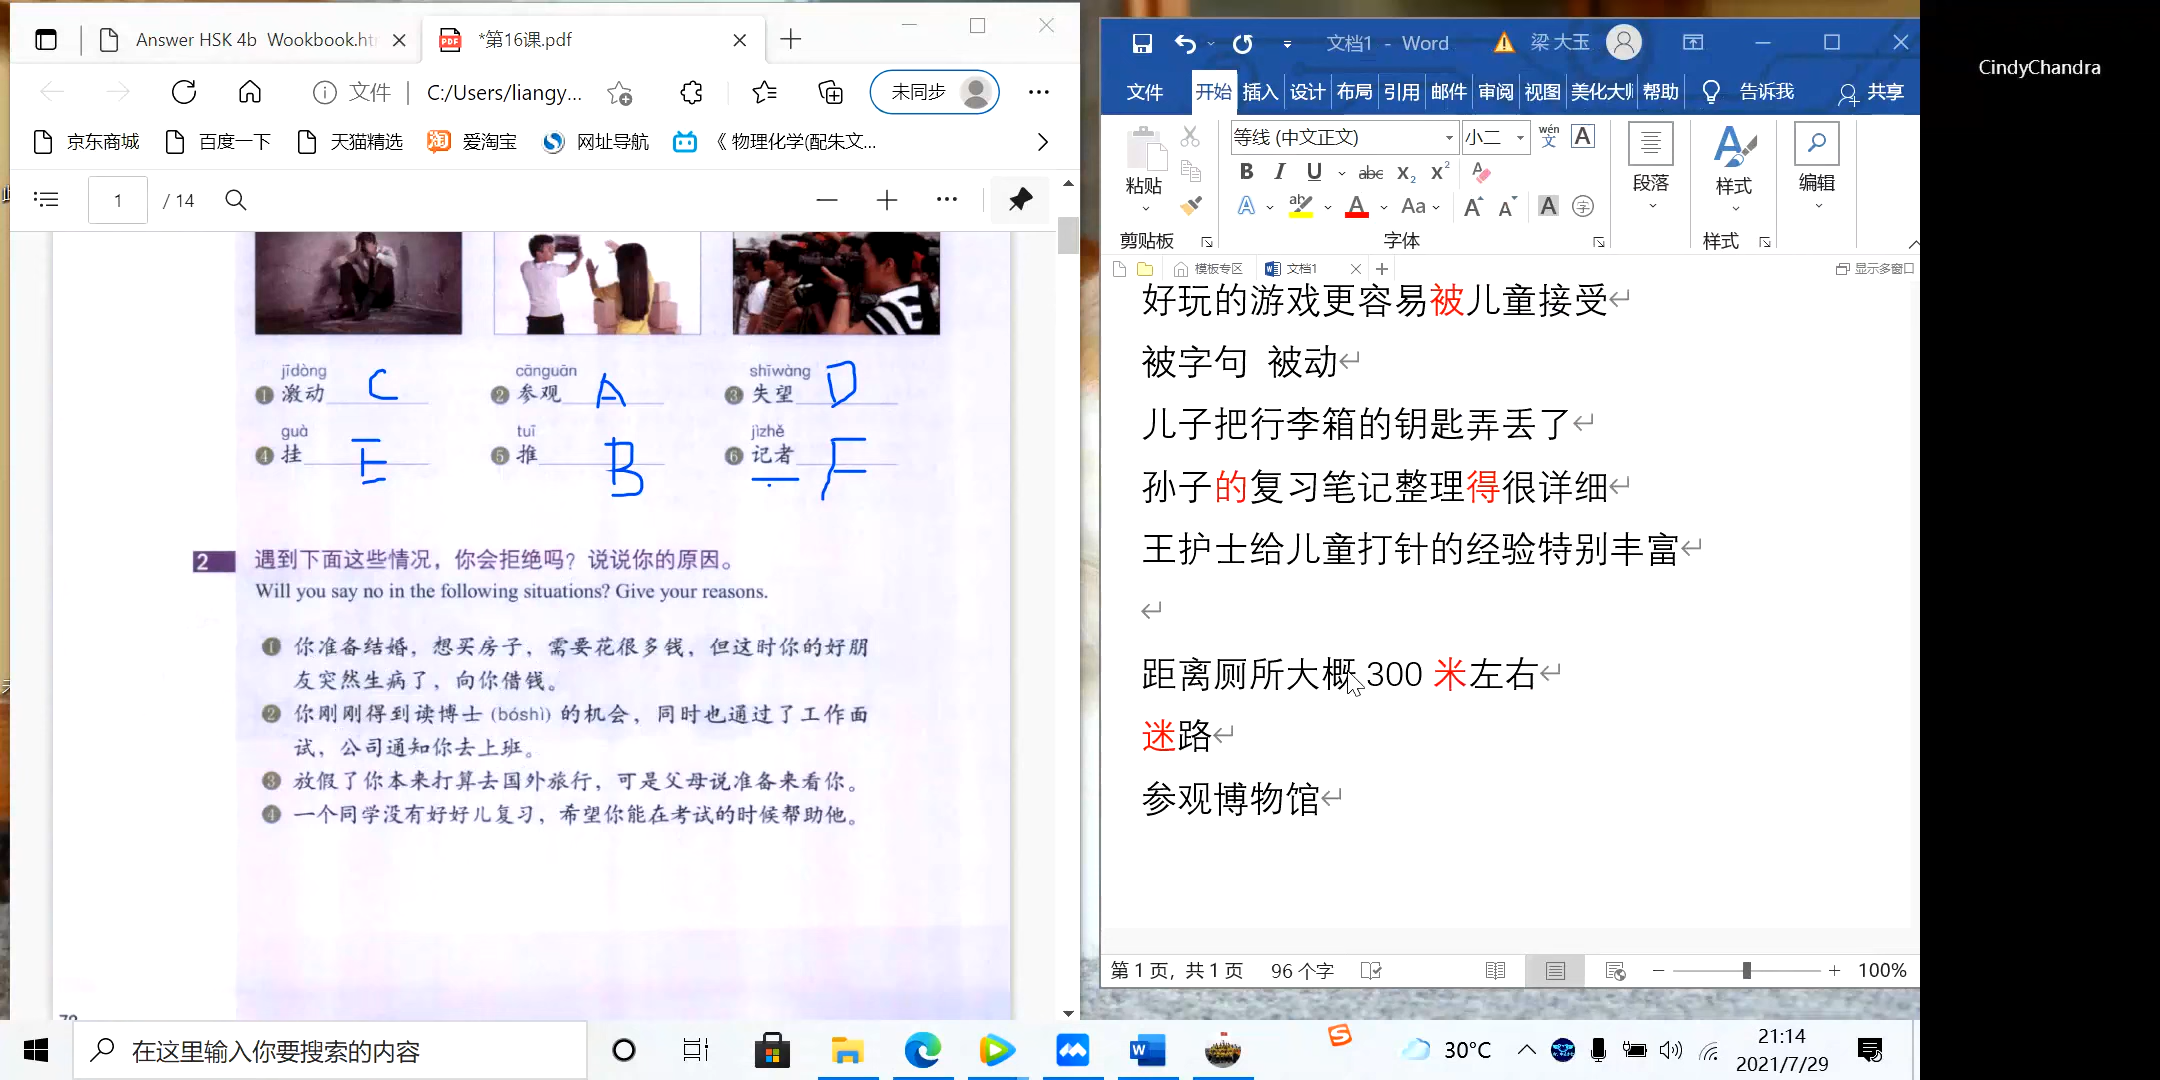 Answer HSK 4b Wookbook.htm
*第16课.pdf
文件
C:/Users/liangy...
未同步
京东商城
百度一下
天猫精选
爱淘宝
网址导航
《 物理化学(配朱文...
1 / 14
jīdòng cānguān shīwàng
1 激动 C 2 参观 A 3 失望 D
guà tuī jìzhě
4 挂 E 5 推 B 6 记者 F
2 遇到下面这些情况，你会拒绝吗？说说你的原因。
Will you say no in the following situations? Give your reasons.
1 你准备结婚，想买房子，需要花很多钱，但这时你的好朋
友突然生病了，向你借钱。
2 你刚刚得到读博士 (bóshì) 的机会，同时也通过了工作面
试，公司通知你去上班。
3 放假了你本来打算去国外旅行，可是父母说准备来看你。
4 一个同学没有好好儿复习，希望你能在考试的时候帮助他。
文档1 - Word
梁 大玉
文件 开始 插入 设计 布局 引用 邮件 审阅 视图 美化大师 帮助 告诉我 共享
等线 (中文正文) 小二
粘贴
段落
样式
编辑
剪贴板
字体
样式
模板专区
文档1
显示多窗口
好玩的游戏更容易被儿童接受
被字句 被动
儿子把行李箱的钥匙弄丢了
孙子的复习笔记整理得很详细
王护士给儿童打针的经验特别丰富
距离厕所大概 300 米左右
迷路
参观博物馆
第 1 页，共 1 页 96 个字
100%
CindyChandra
在这里输入你要搜索的内容
30°C
21:14
2021/7/29